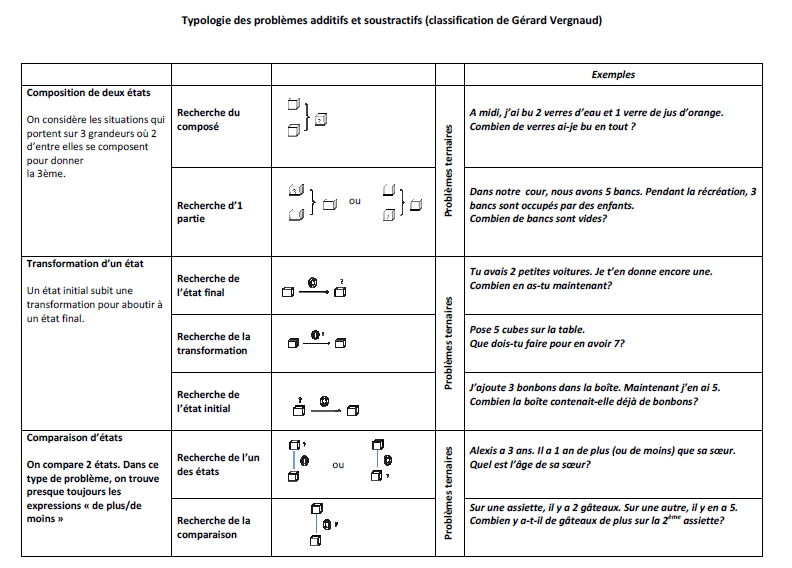 Typologie des problèmes additifs et soustractifs (classification de Gérard Vergnaud)
Exemples
Composition de deux états
On considère les situations qui
portent sur 3 grandeurs où 2
d'entre elles se composent
pour donner
la 3ème.
Recherche du
composé
?
Problèmes ternaires
A midi, j'ai bu 2 verres d'eau et 1 verre de jus d'orange.
Combien de verres ai-je bu en tout ?
Recherche d'1
partie
?
ou
?
Dans notre cour, nous avons 5 bancs. Pendant la récréation, 3
bancs sont occupés par des enfants.
Combien de bancs sont vides?
Transformation d'un état
Un état initial subit une
transformation pour aboutir à
un état final.
Recherche de
l'état final
?
Problèmes ternaires
Tu avais 2 petites voitures. Je t'en donne encore une.
Combien en as-tu maintenant?
Recherche de la
transformation
?
Pose 5 cubes sur la table.
Que dois-tu faire pour en avoir 7?
Recherche de
l'état initial
?
J'ajoute 3 bonbons dans la boîte. Maintenant j'en ai 5.
Combien la boîte contenait-elle déjà de bonbons?
Comparaison d'états
On compare 2 états. Dans ce
type de problème, on trouve
presque toujours les
expressions « de plus/de
moins »
Recherche de l'un
des états
?
ou
?
Problèmes ternaires
Alexis a 3 ans. Il a 1 an de plus (ou de moins) que sa sœur.
Quel est l'âge de sa sœur?
Recherche de la
comparaison
?
Sur une assiette, il y a 2 gâteaux. Sur une autre, il y en a 5.
Combien y a-t-il de gâteaux de plus sur la 2ème assiette?